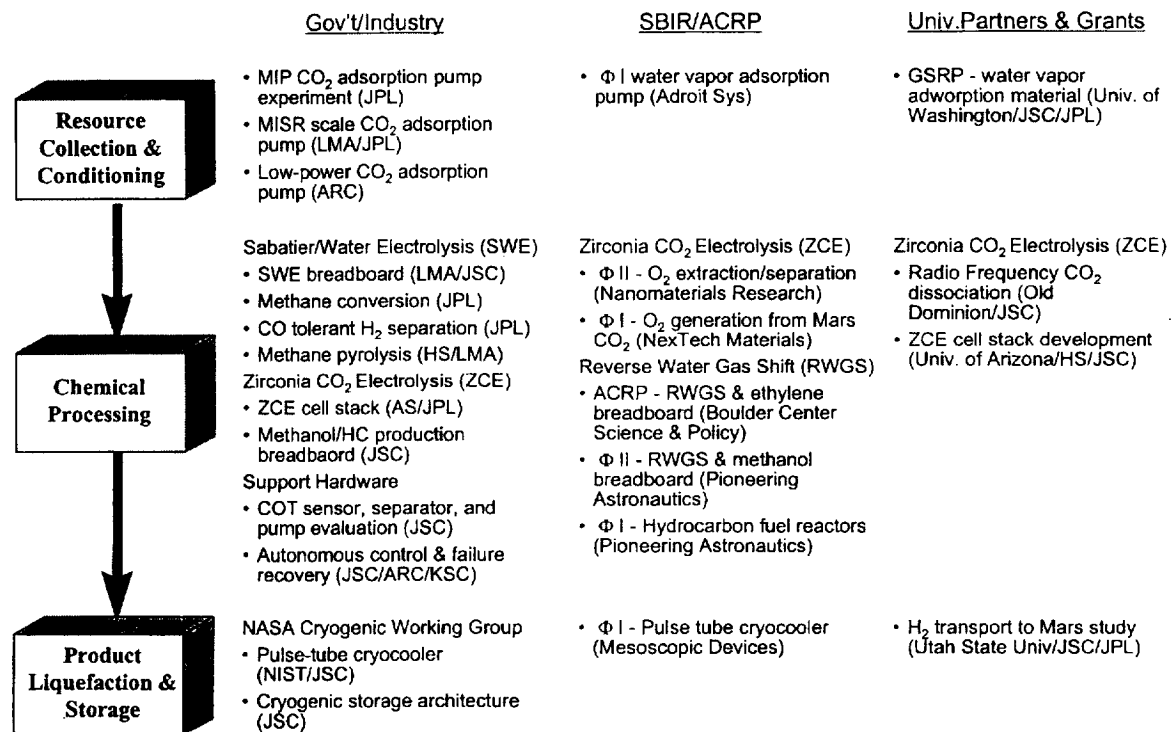 Gov't/Industry
SBIR/ACRP
Univ.Partners & Grants
Resource
Collection &
Conditioning
• MIP CO₂ adsorption pump
experiment (JPL)
• MISR scale CO₂ adsorption
pump (LMA/JPL)
• Low-power CO₂ adsorption
pump (ARC)
• Φ I water vapor adsorption
pump (Adroit Sys)
• GSRP - water vapor
adworption material (Univ. of
Washington/JSC/JPL)
Chemical
Processing
Sabatier/Water Electrolysis (SWE)
• SWE breadboard (LMA/JSC)
• Methane conversion (JPL)
• CO tolerant H₂ separation (JPL)
• Methane pyrolysis (HS/LMA)
Zirconia CO₂ Electrolysis (ZCE)
• ZCE cell stack (AS/JPL)
• Methanol/HC production
breadbaord (JSC)
Support Hardware
• COT sensor, separator, and
pump evaluation (JSC)
• Autonomous control & failure
recovery (JSC/ARC/KSC)
Zirconia CO₂ Electrolysis (ZCE)
• Φ II - O₂ extraction/separation
(Nanomaterials Research)
• Φ I - O₂ generation from Mars
CO₂ (NexTech Materials)
Reverse Water Gas Shift (RWGS)
• ACRP - RWGS & ethylene
breadboard (Boulder Center
Science & Policy)
• Φ II - RWGS & methanol
breadboard (Pioneering
Astronautics)
• Φ I - Hydrocarbon fuel reactors
(Pioneering Astronautics)
Zirconia CO₂ Electrolysis (ZCE)
• Radio Frequency CO₂
dissociation (Old
Dominion/JSC)
• ZCE cell stack development
(Univ. of Arizona/HS/JSC)
Product
Liquefaction &
Storage
NASA Cryogenic Working Group
• Pulse-tube cryocooler
(NIST/JSC)
• Cryogenic storage architecture
(JSC)
• Φ I - Pulse tube cryocooler
(Mesoscopic Devices)
• H₂ transport to Mars study
(Utah State Univ/JSC/JPL)